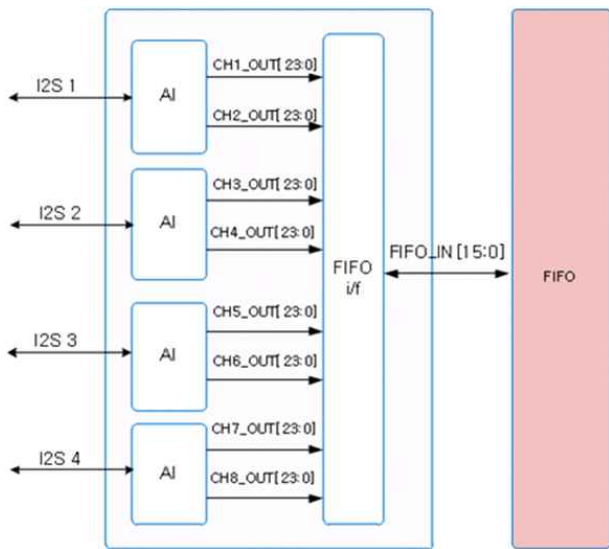 I2S 1
AI
CH1_OUT[23:0]
CH2_OUT[23:0]
I2S 2
AI
CH3_OUT[23:0]
CH4_OUT[23:0]
FIFO
i/f
FIFO_IN [15:0]
FIFO
I2S 3
AI
CH5_OUT[23:0]
CH6_OUT[23:0]
I2S 4
AI
CH7_OUT[23:0]
CH8_OUT[23:0]